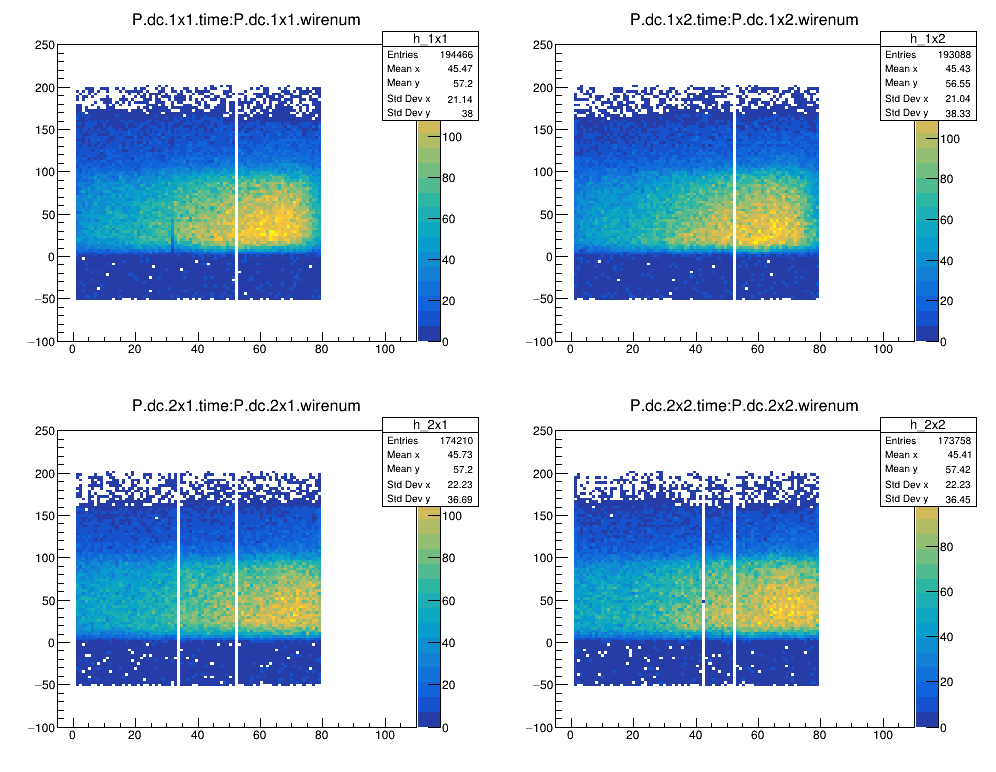 P.dc.1x1.time:P.dc.1x1.wirenum
h_1x1
Entries 194466
Mean x 45.47
Mean y 57.2
Std Dev x 21.14
Std Dev y 38
250
200
150
100
50
0
−50
−100
0 20 40 60 80 100
100
80
60
40
20
0
P.dc.1x2.time:P.dc.1x2.wirenum
h_1x2
Entries 193088
Mean x 45.43
Mean y 56.55
Std Dev x 21.04
Std Dev y 38.33
250
200
150
100
50
0
−50
−100
0 20 40 60 80 100
100
80
60
40
20
0
P.dc.2x1.time:P.dc.2x1.wirenum
h_2x1
Entries 174210
Mean x 45.73
Mean y 57.2
Std Dev x 22.23
Std Dev y 36.69
250
200
150
100
50
0
−50
−100
0 20 40 60 80 100
100
80
60
40
20
0
P.dc.2x2.time:P.dc.2x2.wirenum
h_2x2
Entries 173758
Mean x 45.41
Mean y 57.42
Std Dev x 22.23
Std Dev y 36.45
250
200
150
100
50
0
−50
−100
0 20 40 60 80 100
80
60
40
20
0